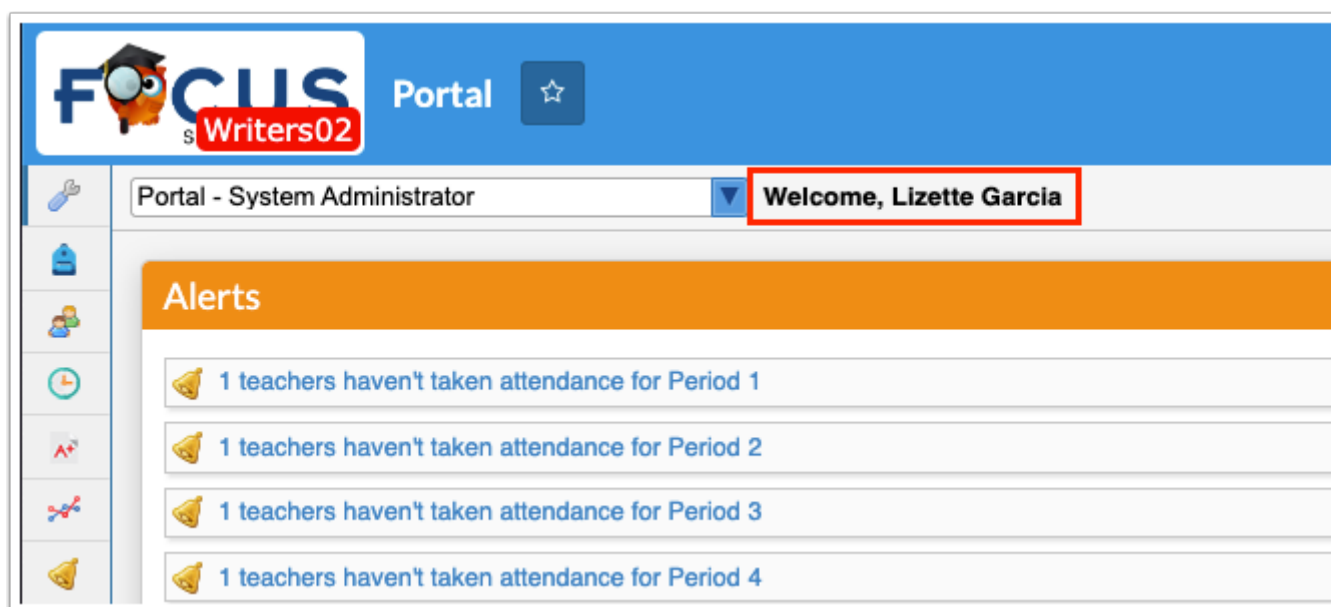 FOCUS
S
Writers02
Portal
Portal - System Administrator
Welcome, Lizette Garcia
Alerts
1 teachers haven't taken attendance for Period 1
1 teachers haven't taken attendance for Period 2
A+
1 teachers haven't taken attendance for Period 3
1 teachers haven't taken attendance for Period 4